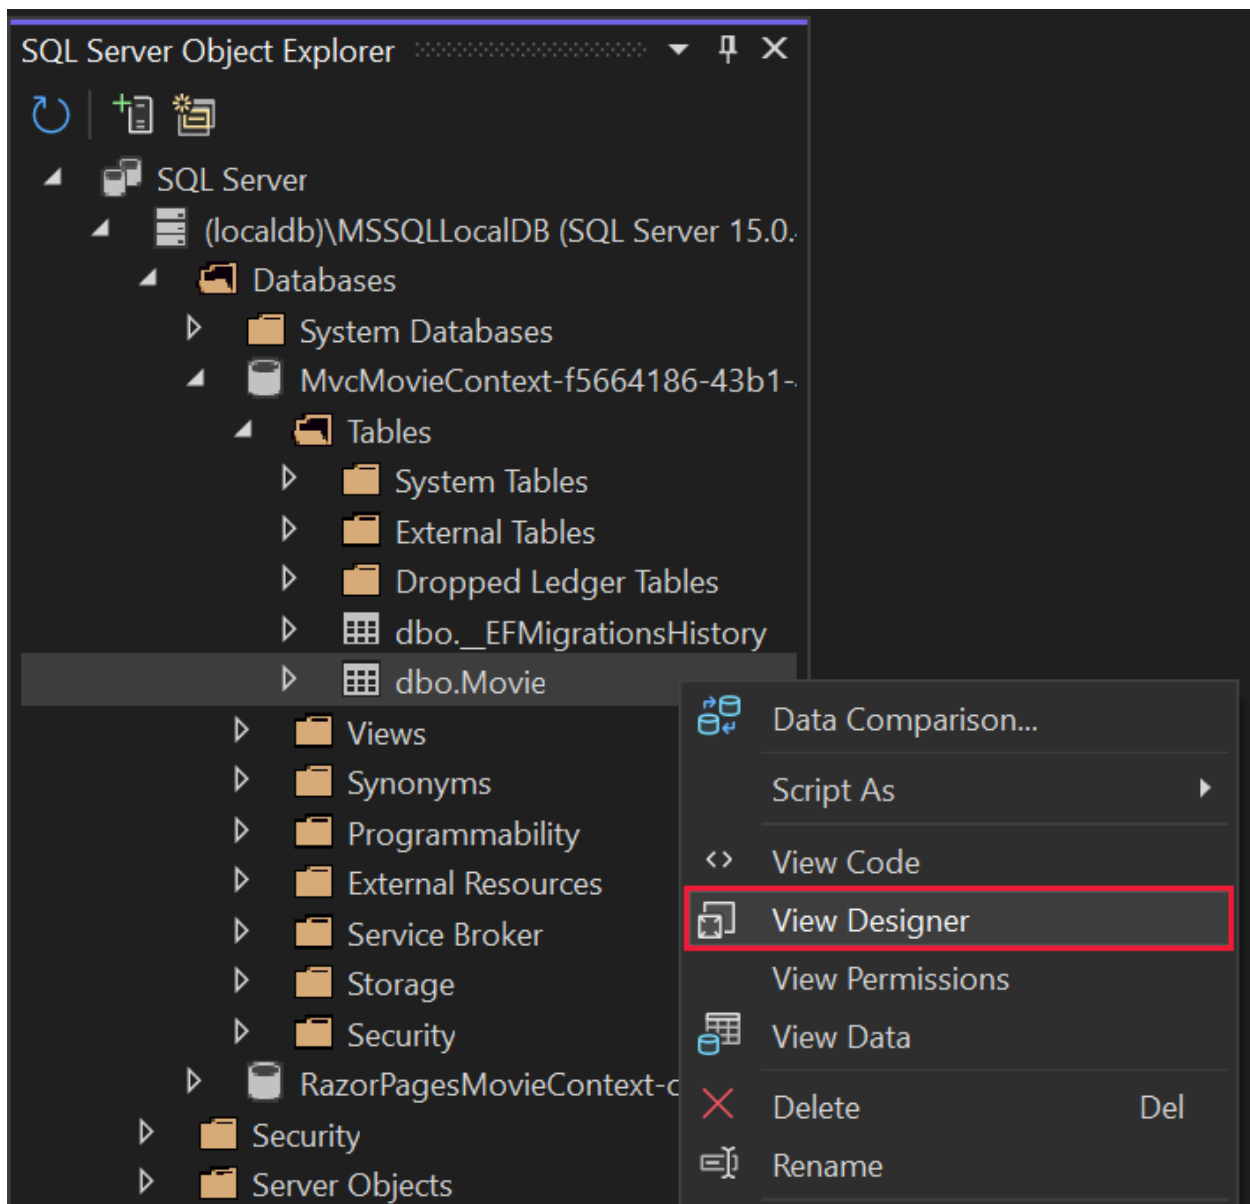 SQL Server Object Explorer
SQL Server
(localdb)\MSSQLLocalDB (SQL Server 15.0.
Databases
System Databases
MvcMovieContext-f5664186-43b1-
Tables
System Tables
External Tables
Dropped Ledger Tables
dbo.__EFMigrationsHistory
dbo.Movie
Views
Synonyms
Programmability
External Resources
Service Broker
Storage
Security
RazorPagesMovieContext-c
Security
Server Objects
Data Comparison...
Script As
View Code
View Designer
View Permissions
View Data
Delete Del
Rename